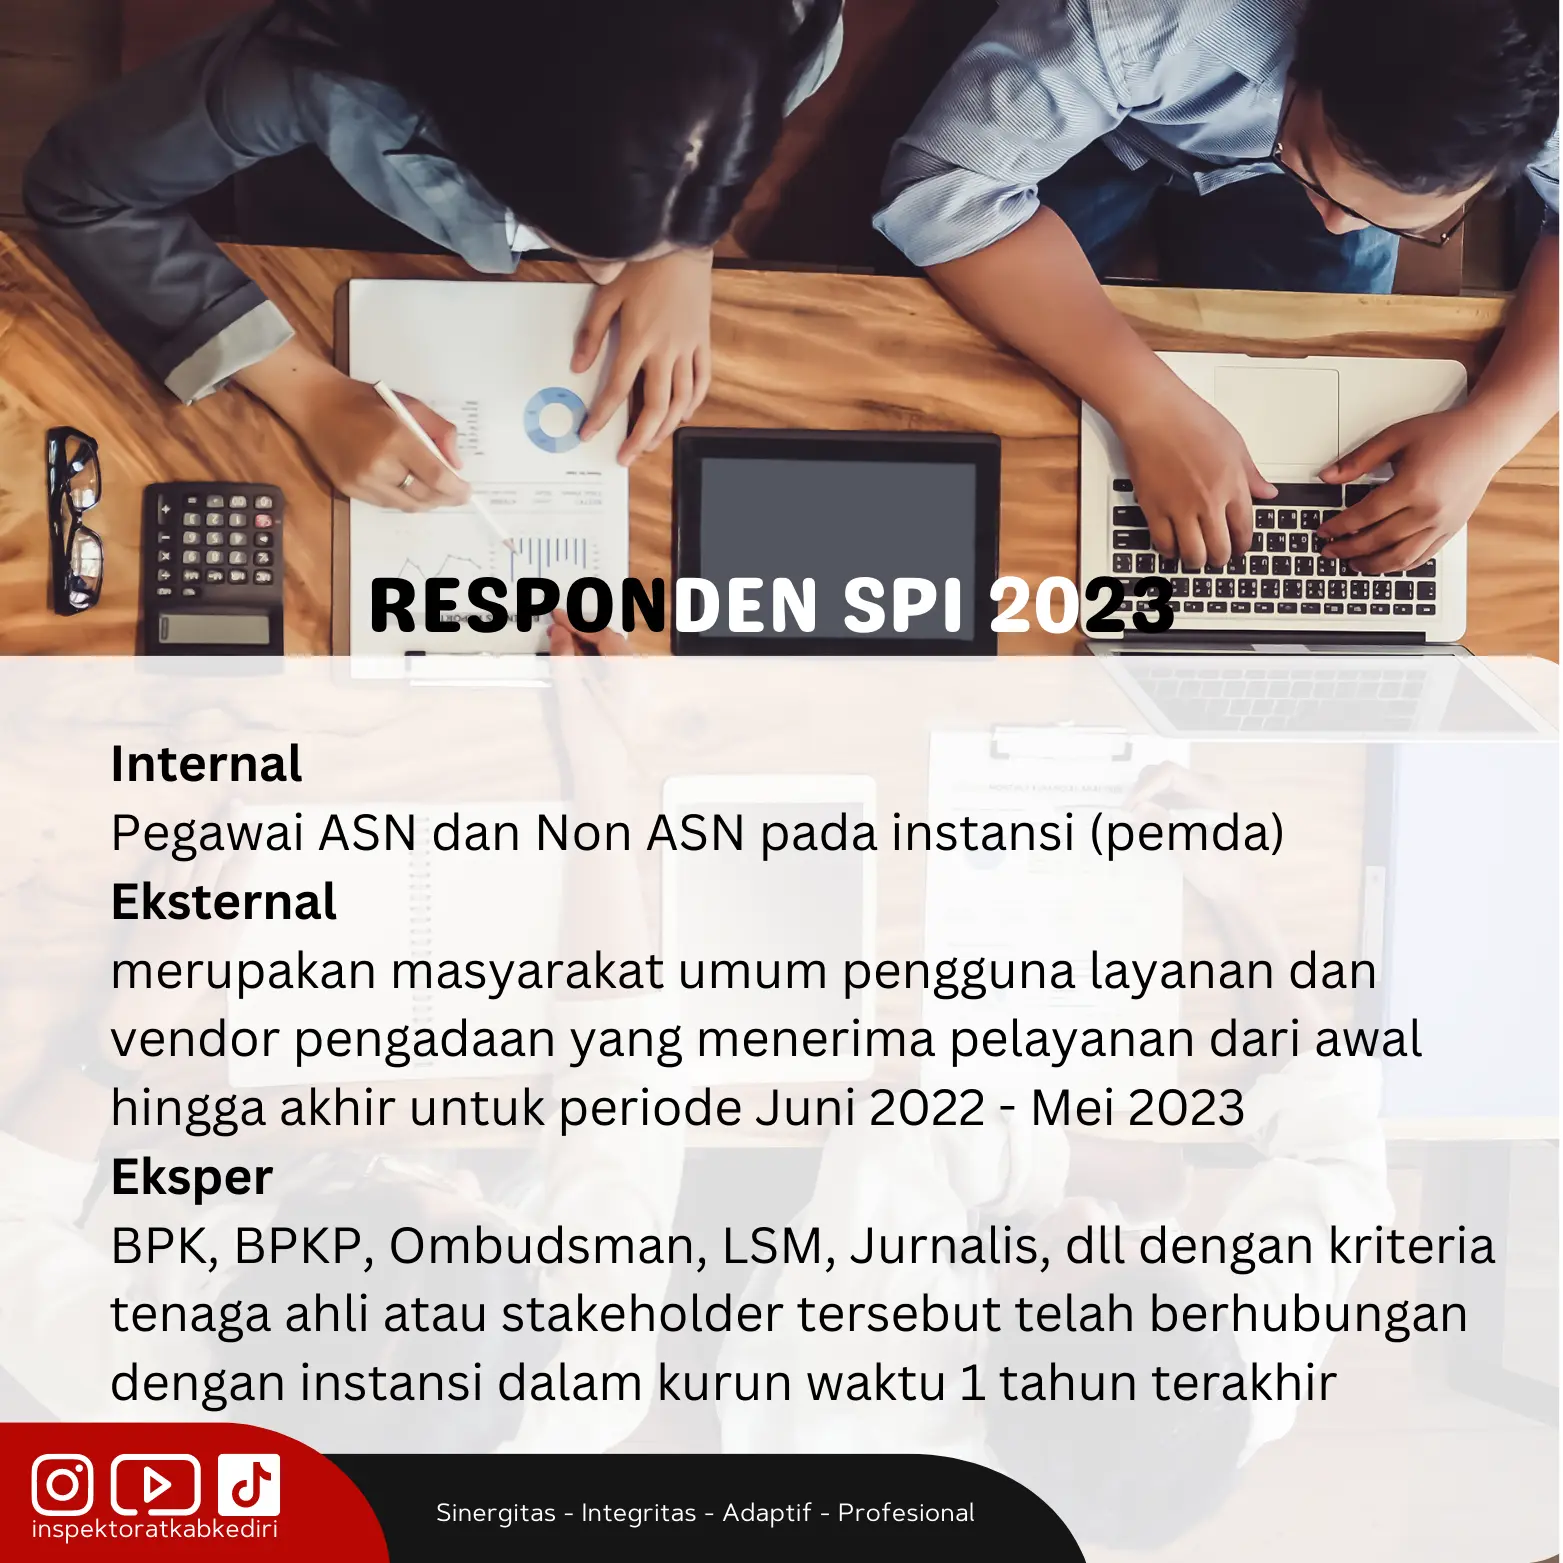 RESPONDEN SPI 2023
Internal
Pegawai ASN dan Non ASN pada instansi (pemda)
Eksternal
merupakan masyarakat umum pengguna layanan dan
vendor pengadaan yang menerima pelayanan dari awal
hingga akhir untuk periode Juni 2022 - Mei 2023
Eksper
BPK, BPKP, Ombudsman, LSM, Jurnalis, dll dengan kriteria
tenaga ahli atau stakeholder tersebut telah berhubungan
dengan instansi dalam kurun waktu 1 tahun terakhir
inspektoratkabkediri
Sinergitas - Integritas - Adaptif - Profesional